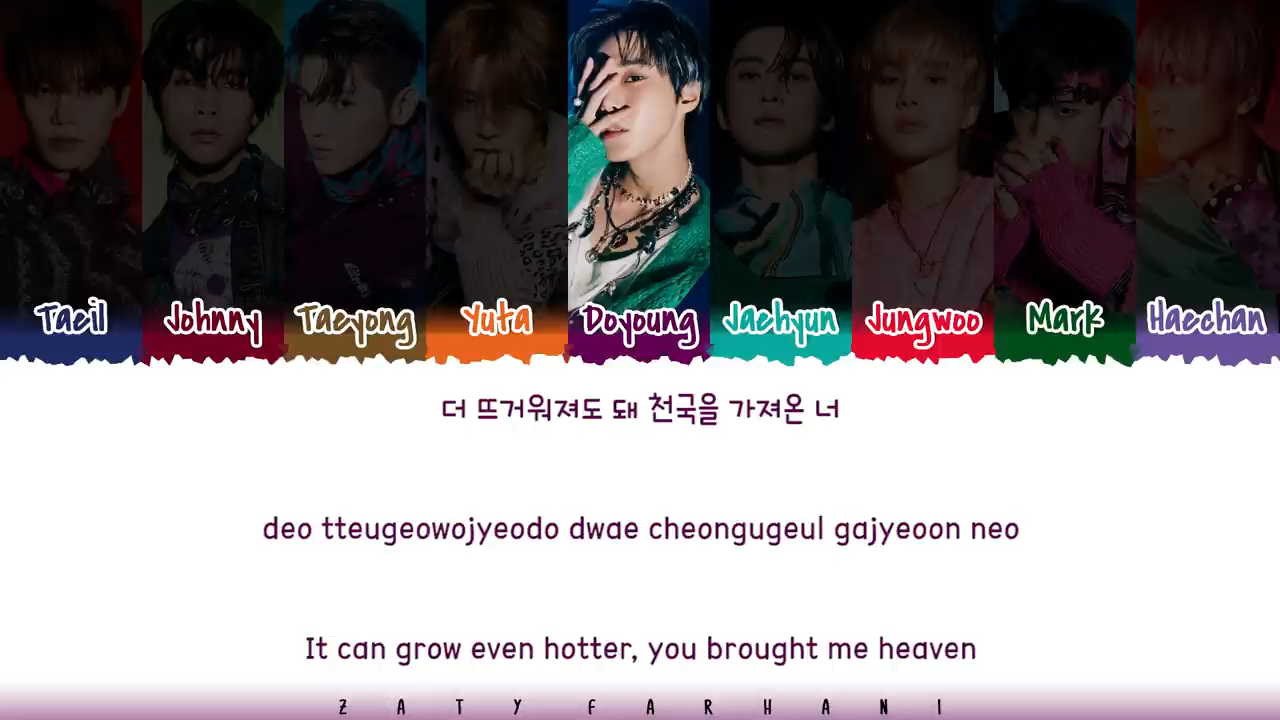 Taeil Johnny Taeyong Yuta Doyoung Jaehyun Jungwoo Mark Haechan
더 뜨거워져도 돼 천국을 가져온 너
deo tteugeowojyeodo dwae cheongugeul gajyeoon neo
It can grow even hotter, you brought me heaven
ZATY FARHANI